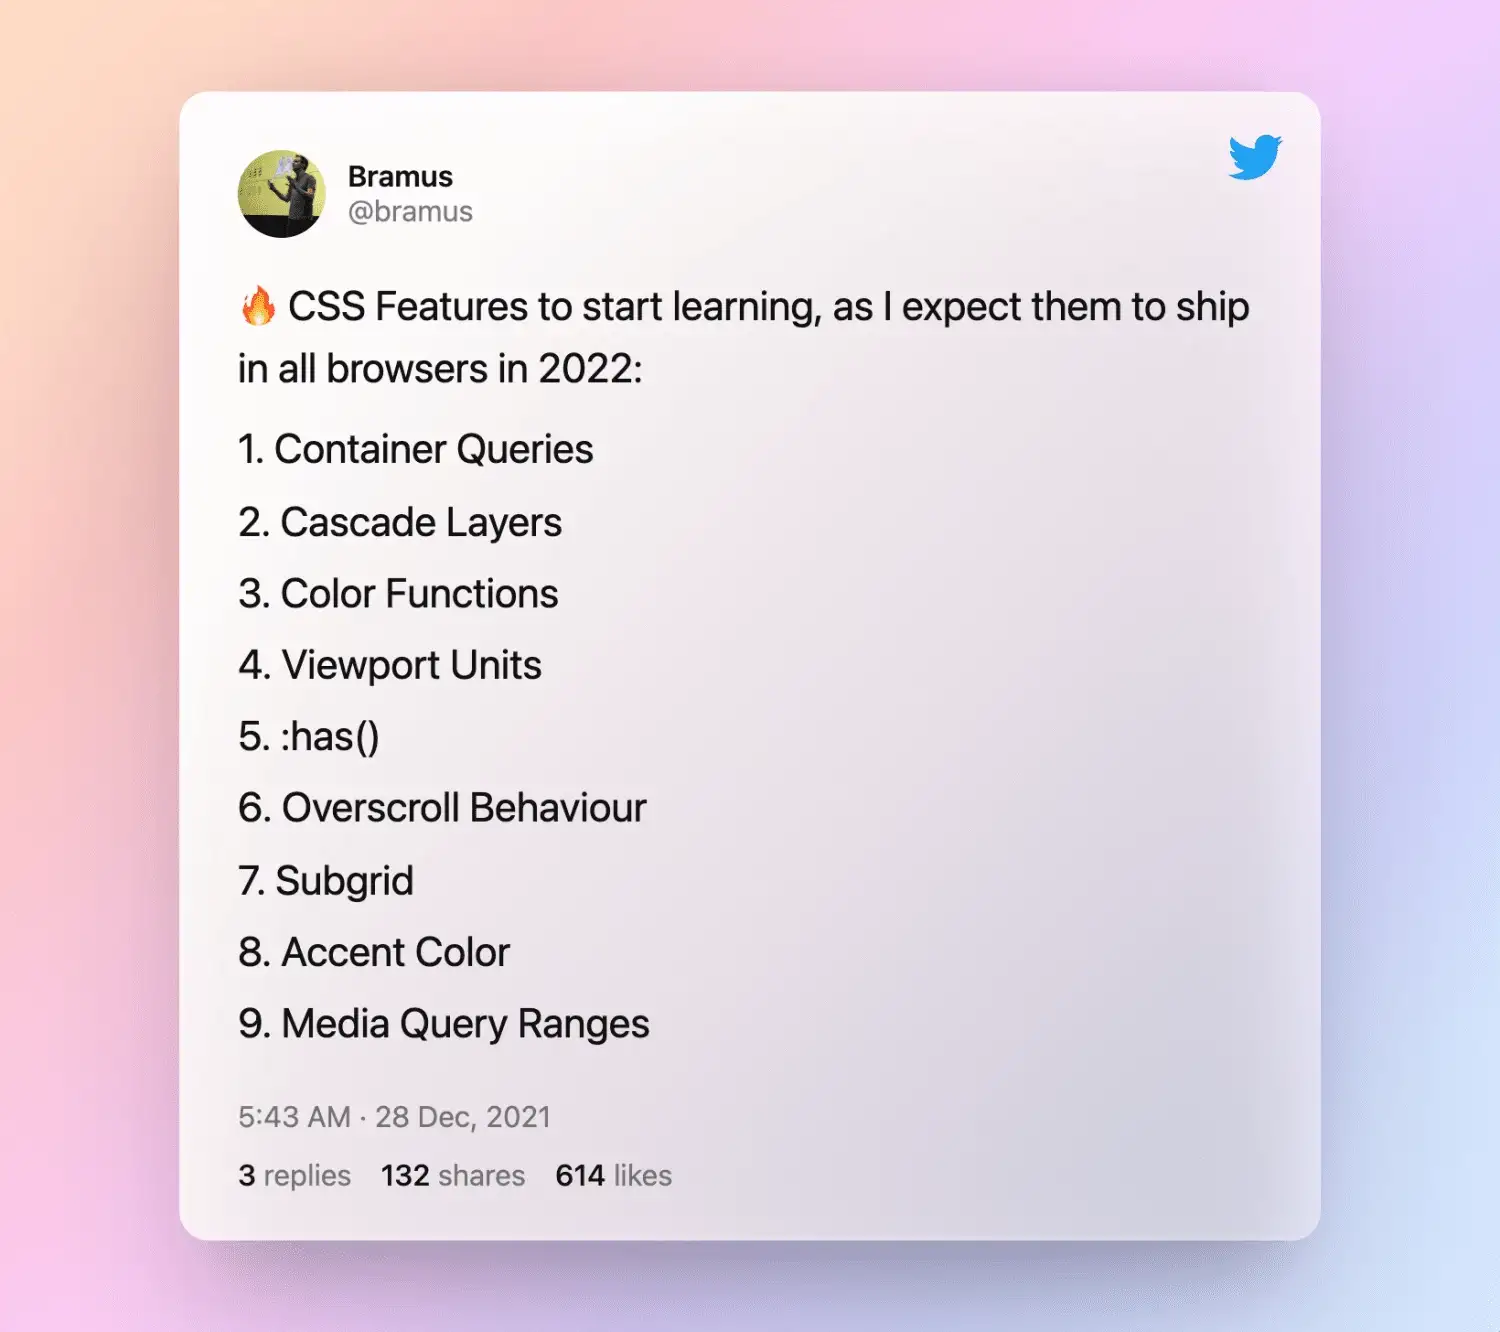 Bramus
@bramus
🔥 CSS Features to start learning, as I expect them to ship
in all browsers in 2022:
1. Container Queries
2. Cascade Layers
3. Color Functions
4. Viewport Units
5. :has()
6. Overscroll Behaviour
7. Subgrid
8. Accent Color
9. Media Query Ranges
5:43 AM · 28 Dec, 2021
3 replies 132 shares 614 likes